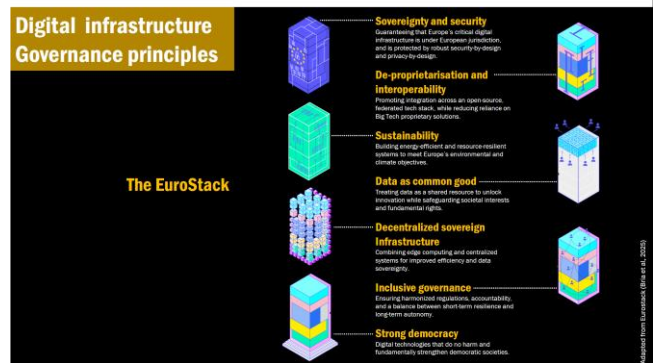 Digital infrastructure
Governance principles
The EuroStack
Sovereignty and security
Guaranteeing that Europe's critical digital
infrastructure is under European jurisdiction,
and is protected by robust security-by-design
and privacy-by-design.
De-proprietarisation and
interoperability
Promoting integration across an open-source,
federated tech stack, while reducing reliance on
Big Tech proprietary solutions.
Sustainability
Building energy-efficient and resource-resilient
systems to meet Europe's environmental and
climate objectives.
Data as common good
Treating data as a shared resource to unlock
innovation while safeguarding societal interests
and fundamental rights.
Decentralized sovereign
Infrastructure
Combining edge computing and centralized
systems for improved efficiency and data
sovereignty.
Inclusive governance
Ensuring harmonized regulations, accountability,
and a balance between short-term resilience and
long-term autonomy.
Strong democracy
Digital technologies that do no harm and
fundamentally strengthen democratic societies.
Adapted from Eurostack (Bria et al, 2025)